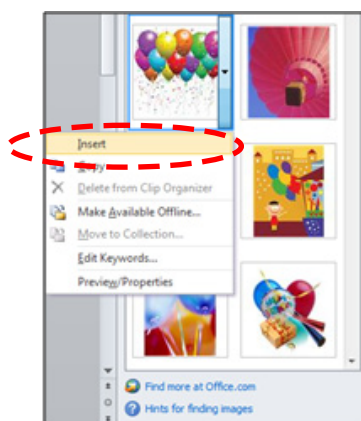 Insert
Copy
Delete from Clip Organizer
Make Available Offline...
Move to Collection...
Edit Keywords...
Preview/Properties
Find more at Office.com
Hints for finding images